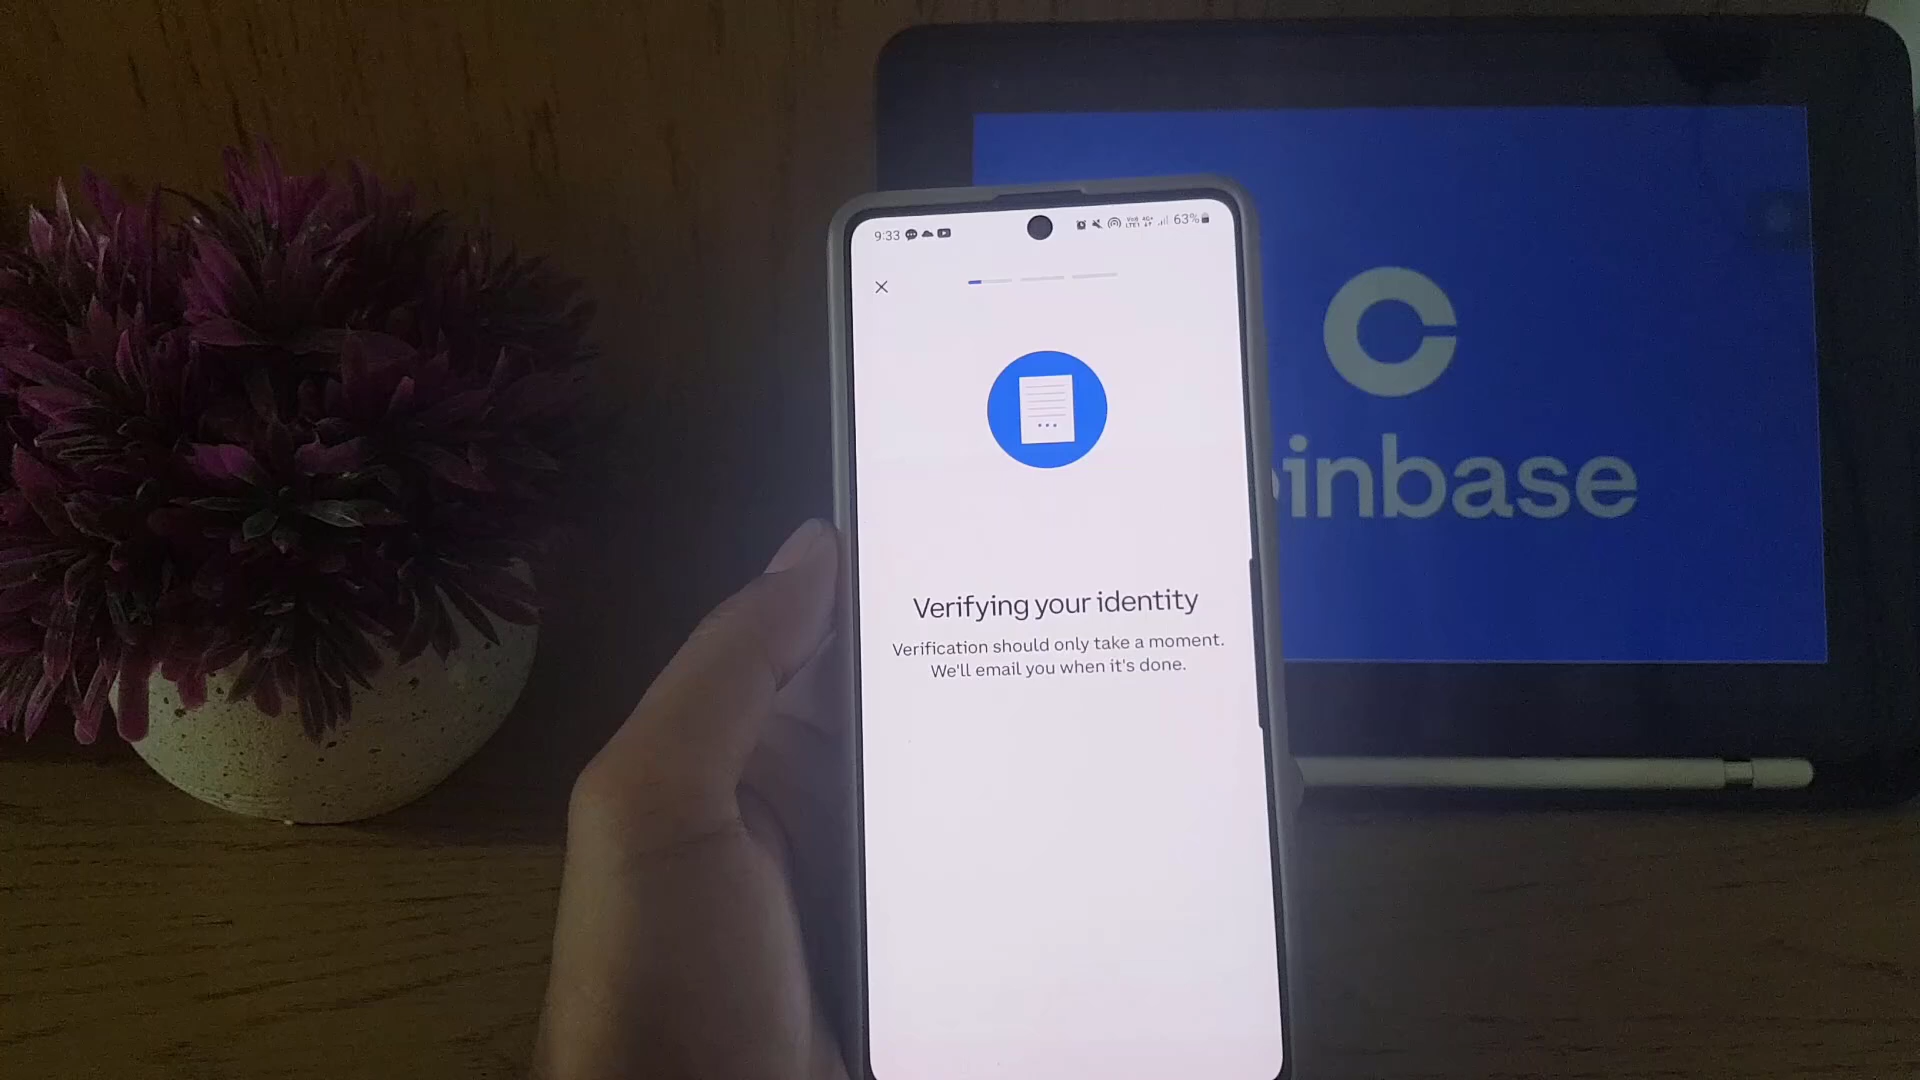 9:33
63%
Verifying your identity
Verification should only take a moment.
We'll email you when it's done.
inbase